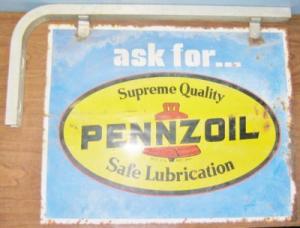 ask for...
Supreme Quality
PENNZOIL
Safe Lubrication